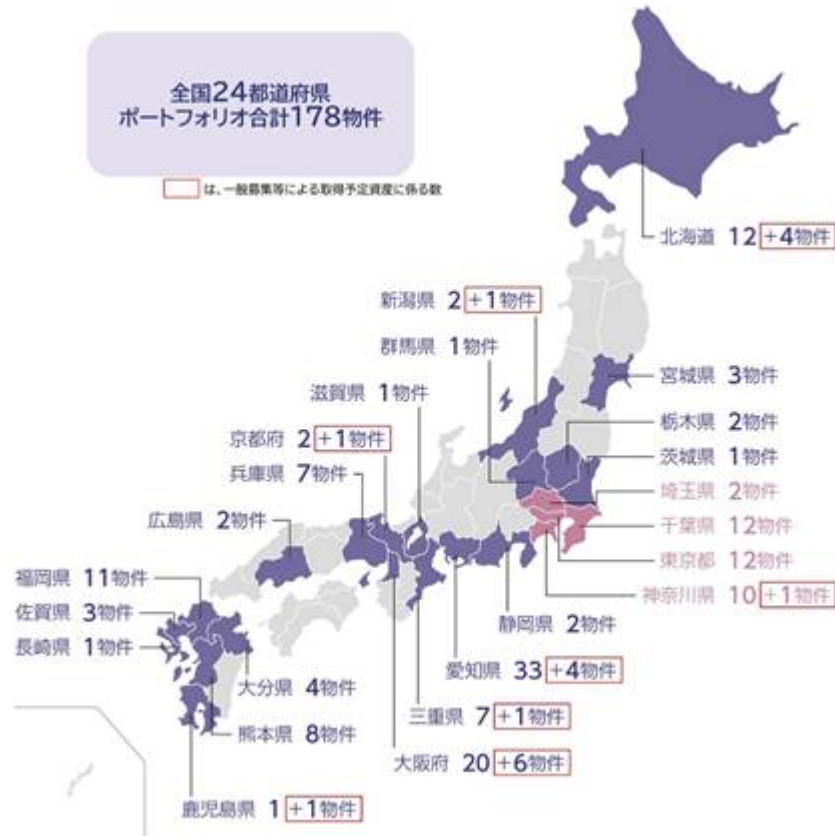 全国24都道府県
ポートフォリオ合計178物件
は、一般募集等による取得予定資産に係る数
北海道 12 +4物件
新潟県 2 +1物件
群馬県 1物件
宮城県 3物件
滋賀県 1物件
栃木県 2物件
京都府 2 +1物件
茨城県 1物件
兵庫県 7物件
埼玉県 2物件
広島県 2物件
千葉県 12物件
東京都 12物件
福岡県 11物件
神奈川県 10 +1物件
佐賀県 3物件
静岡県 2物件
長崎県 1物件
愛知県 33 +4物件
大分県 4物件
三重県 7 +1物件
熊本県 8物件
大阪府 20 +6物件
鹿児島県 1 +1物件